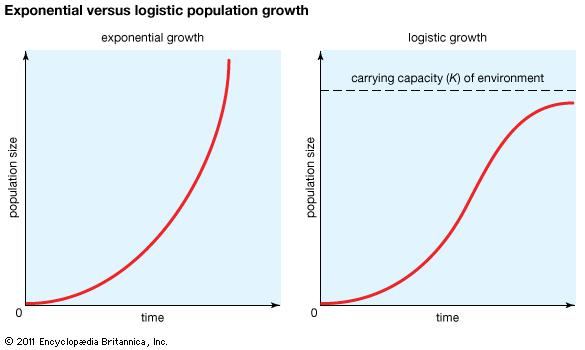 Exponential versus logistic population growth
exponential growth
population size
0
time
logistic growth
carrying capacity (K) of environment
population size
0
time
© 2011 Encyclopædia Britannica, Inc.